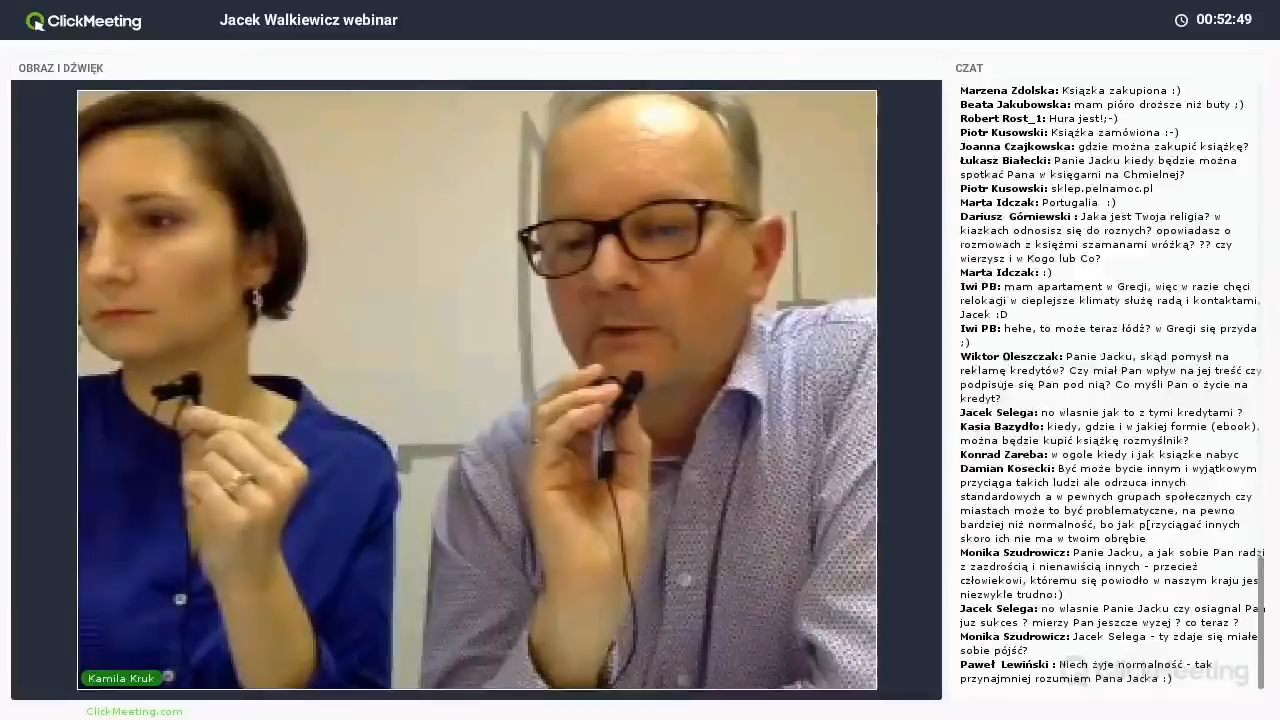 ClickMeeting
Jacek Walkiewicz webinar
00:52:49
OBRAZ I DŹWIĘK
CZAT
Marzena Zdolska: Książka zakupiona :)
Beata Jakubowska: mam pióro droższe niż buty ;)
Robert Rost_1: Hura jest!;-)
Piotr Kusowski: Książka zamówiona :-)
Joanna Czajkowska: gdzie można zakupić książkę?
Łukasz Białecki: Panie Jacku kiedy będzie można
spotkać Pana w księgarni na Chmielnej?
Piotr Kusowski: sklep.pelnamoc.pl
Marta Idczak: Portugalia :)
Dariusz Górniewski : Jaka jest Twoja religia? w
kiazkach odnosisz się do roznych? opowiadasz o
rozmowach z księżmi szamanami wróżką? ?? czy
wierzysz i w Kogo lub Co?
Marta Idczak: :)
Iwi PB: mam apartament w Grecji, więc w razie chęci
relokacji w cieplejsze klimaty służę radą i kontaktami,
Jacek :D
Iwi PB: hehe, to może teraz łódź? w Grecji się przyda
;)
Wiktor Oleszczak: Panie Jacku, skąd pomysł na
reklamę kredytów? Czy miał Pan wpływ na jej treść czy
podpisuje się Pan pod nią? Co myśli Pan o życie na
kredyt?
Jacek Selega: no wlasnie jak to z tymi kredytami ?
Kasia Bazydło: kiedy, gdzie i w jakiej formie (ebook),
można będzie kupić książkę rozmyślnik?
Konrad Zareba: w ogole kiedy i jak ksiązke nabyc
Damian Kosecki: Być może bycie innym i wyjątkowym
przyciąga takich ludzi ale odrzuca innych
standardowych a w pewnych grupach społecznych czy
miastach może to być problematyczne, na pewno
bardziej niż normalność, bo jak p[rzyciągać innych
skoro ich nie ma w twoim obrębie
Monika Szudrowicz: Panie Jacku, a jak sobie Pan radzi
z zazdrością i nienawiścią innych - przecież
człowiekowi, któremu się powiodło w naszym kraju jes
niezwykle trudno:)
Jacek Selega: no wlasnie Panie Jacku czy osiagnal Pan
juz sukces ? mierzy Pan jeszcze wyzej ? co teraz ?
Monika Szudrowicz: Jacek Selega - ty zdaje się miałe
sobie pójść?
Paweł Lewiński : Niech żyje normalność - tak
przynajmniej rozumiem Pana Jacka :)
Kamila Kruk
ClickMeeting
ClickMeeting.com